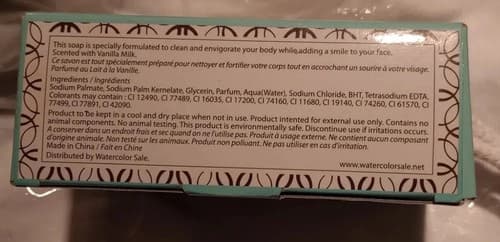 This soap is specially formulated to clean and envigorate your body while,adding a smile to your face.
Scented with Vanilla Milk.
Ce savon est tout spécialement préparé pour nettoyer et fortifier votre corps tout en accrochant un sourire à votre visage.
Parfumé au Lait à la Vanille.
Ingredients / Ingrédients
Sodium Palmate, Sodium Palm Kernelate, Glycerin, Parfum, Aqua(Water), Sodium Chloride, BHT, Tetrasodium EDTA,
Colorants may contain : CI 12490, CI 77489, CI 16035, CI 17200, CI 74160, CI 11680, CI 19140, CI 74260, CI 61570, CI
77499, CI 77891, CI 42090.
Product to be kept in a cool and dry place when not in use. Product intended for external use only. Contains no
animal components. No animal testing. This product is environmentally safe. Discontinue use if irritations occurs.
A conserver dans un endroit frais et sec quand on ne l'utilise pas. Produit à usage externe. Ne contient aucun composant
d'origine animale. Non testé sur les animaux. Produit non polluant. Ne pas utiliser en cas d'irritation.
Made in China / Fait en Chine
Distributed by Watercolor Sale.
www.watercolorsale.net